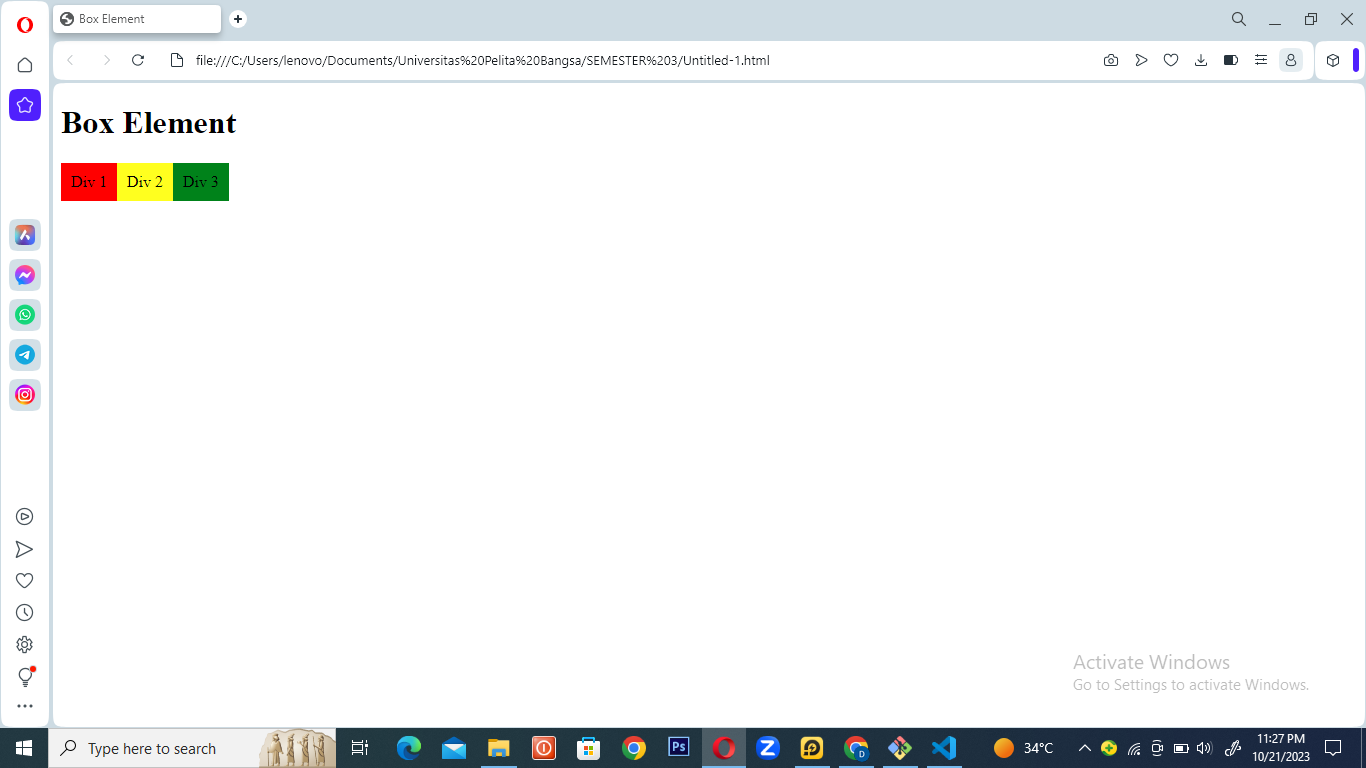 Box Element
file:///C:/Users/lenovo/Documents/Universitas%20Pelita%20Bangsa/SEMESTER%203/Untitled-1.html
Box Element
Div 1 Div 2 Div 3
Activate Windows
Go to Settings to activate Windows.
Type here to search
Ps
D
34°C
11:27 PM
10/21/2023